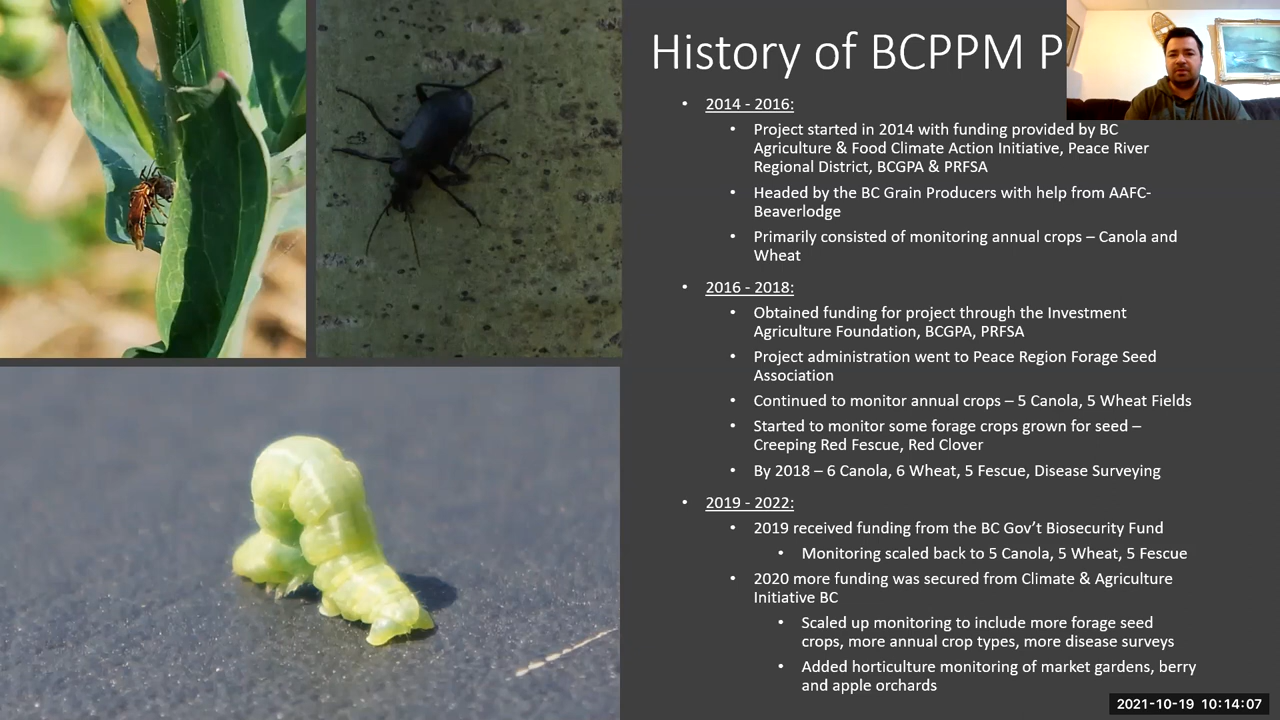 History of BCPPM P
• 2014 - 2016:
• Project started in 2014 with funding provided by BC
Agriculture & Food Climate Action Initiative, Peace River
Regional District, BCGPA & PRFSA
• Headed by the BC Grain Producers with help from AAFC-
Beaverlodge
• Primarily consisted of monitoring annual crops – Canola and
Wheat
• 2016 - 2018:
• Obtained funding for project through the Investment
Agriculture Foundation, BCGPA, PRFSA
• Project administration went to Peace Region Forage Seed
Association
• Continued to monitor annual crops – 5 Canola, 5 Wheat Fields
• Started to monitor some forage crops grown for seed –
Creeping Red Fescue, Red Clover
• By 2018 – 6 Canola, 6 Wheat, 5 Fescue, Disease Surveying
• 2019 - 2022:
• 2019 received funding from the BC Gov’t Biosecurity Fund
• Monitoring scaled back to 5 Canola, 5 Wheat, 5 Fescue
• 2020 more funding was secured from Climate & Agriculture
Initiative BC
• Scaled up monitoring to include more forage seed
crops, more annual crop types, more disease surveys
• Added horticulture monitoring of market gardens, berry
and apple orchards
2021-10-19 10:14:07